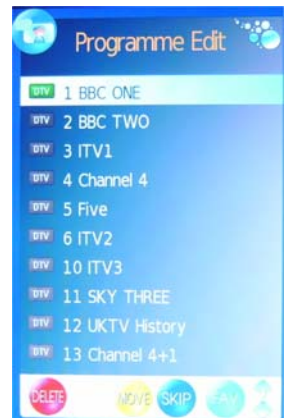 Programme Edit
DTV 1 BBC ONE
DTV 2 BBC TWO
DTV 3 ITV1
DTV 4 Channel 4
DTV 5 Five
DTV 6 ITV2
DTV 10 ITV3
DTV 11 SKY THREE
DTV 12 UKTV History
DTV 13 Channel 4+1
DELETE MOVE SKIP FAV